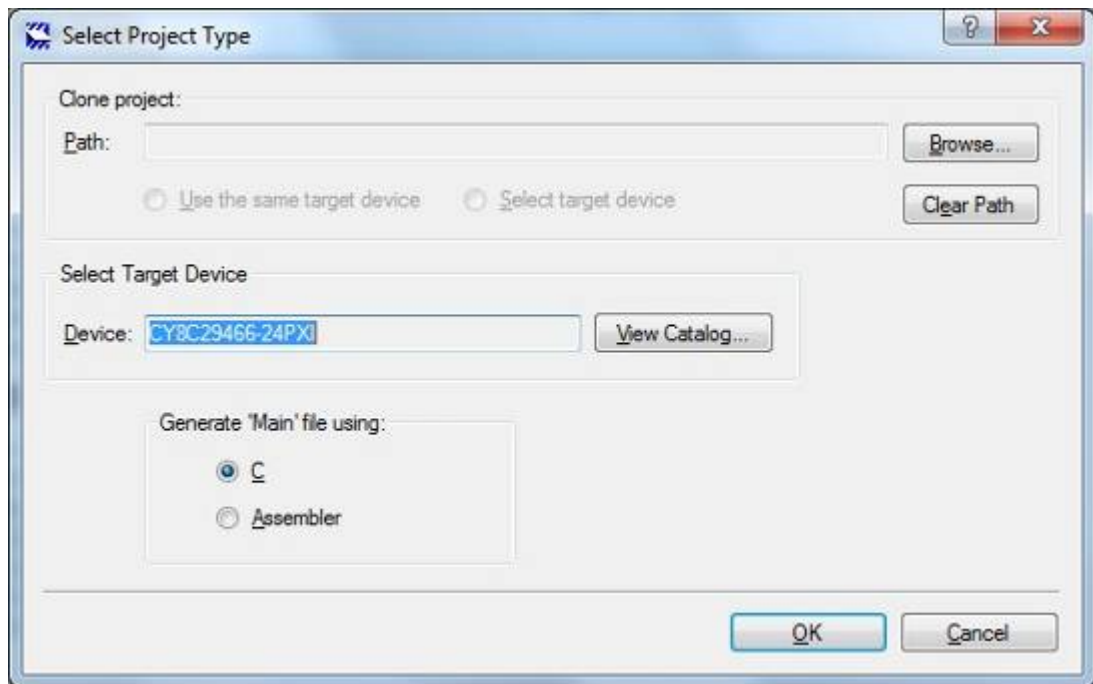 Select Project Type
Clone project:
Path:
Browse...
Use the same target device
Select target device
Clear Path
Select Target Device
Device:
CY8C29466-24PXI
View Catalog...
Generate 'Main' file using:
C
Assembler
OK
Cancel